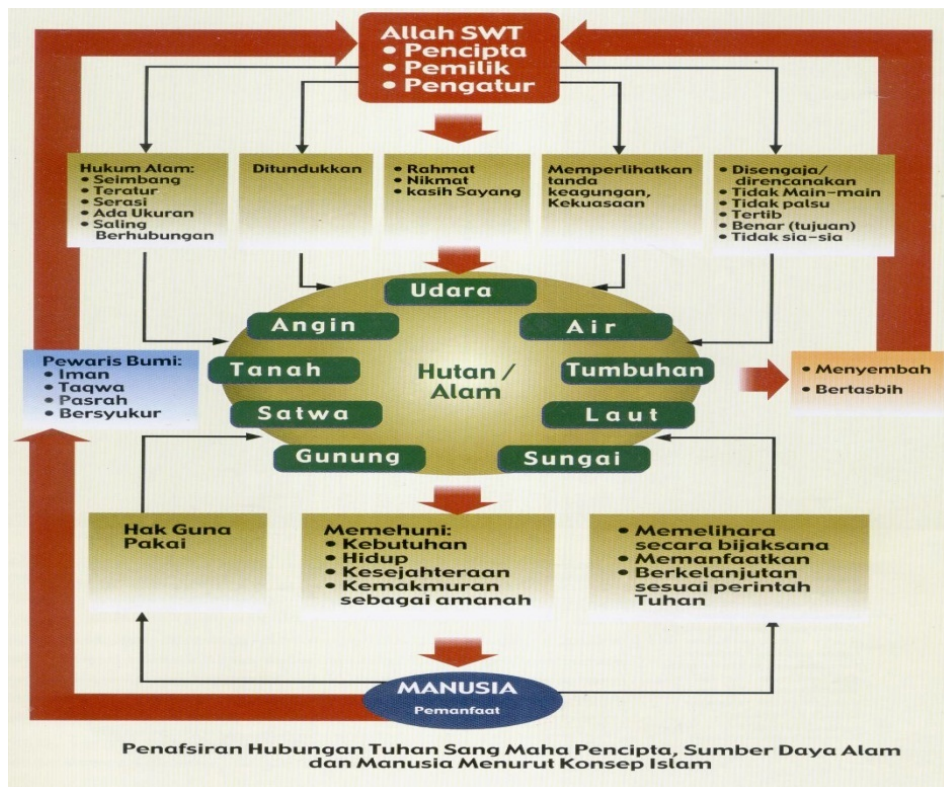 Allah SWT
• Pencipta
• Pemilik
• Pengatur
Hukum Alam:
• Seimbang
• Teratur
• Serasi
• Ada Ukuran
• Saling
Berhubungan
Ditundukkan
• Rahmat
• Nikmat
• kasih Sayang
Memperlihatkan
tanda
keagungan,
Kekuasaan
• Disengaja/
direncanakan
• Tidak Main-main
• Tidak palsu
• Tertib
• Benar (tujuan)
• Tidak sia-sia
Udara
Angin
Air
Tanah
Hutan /
Alam
Tumbuhan
Satwa
Laut
Gunung
Sungai
Pewaris Bumi:
• Iman
• Taqwa
• Pasrah
• Bersyukur
• Menyembah
• Bertasbih
Hak Guna
Pakai
Memehuni:
• Kebutuhan
• Hidup
• Kesejahteraan
• Kemakmuran
sebagai amanah
• Memelihara
secara bijaksana
• Memanfaatkan
• Berkelanjutan
sesuai perintah
Tuhan
MANUSIA
Pemanfaat
Penafsiran Hubungan Tuhan Sang Maha Pencipta, Sumber Daya Alam
dan Manusia Menurut Konsep Islam